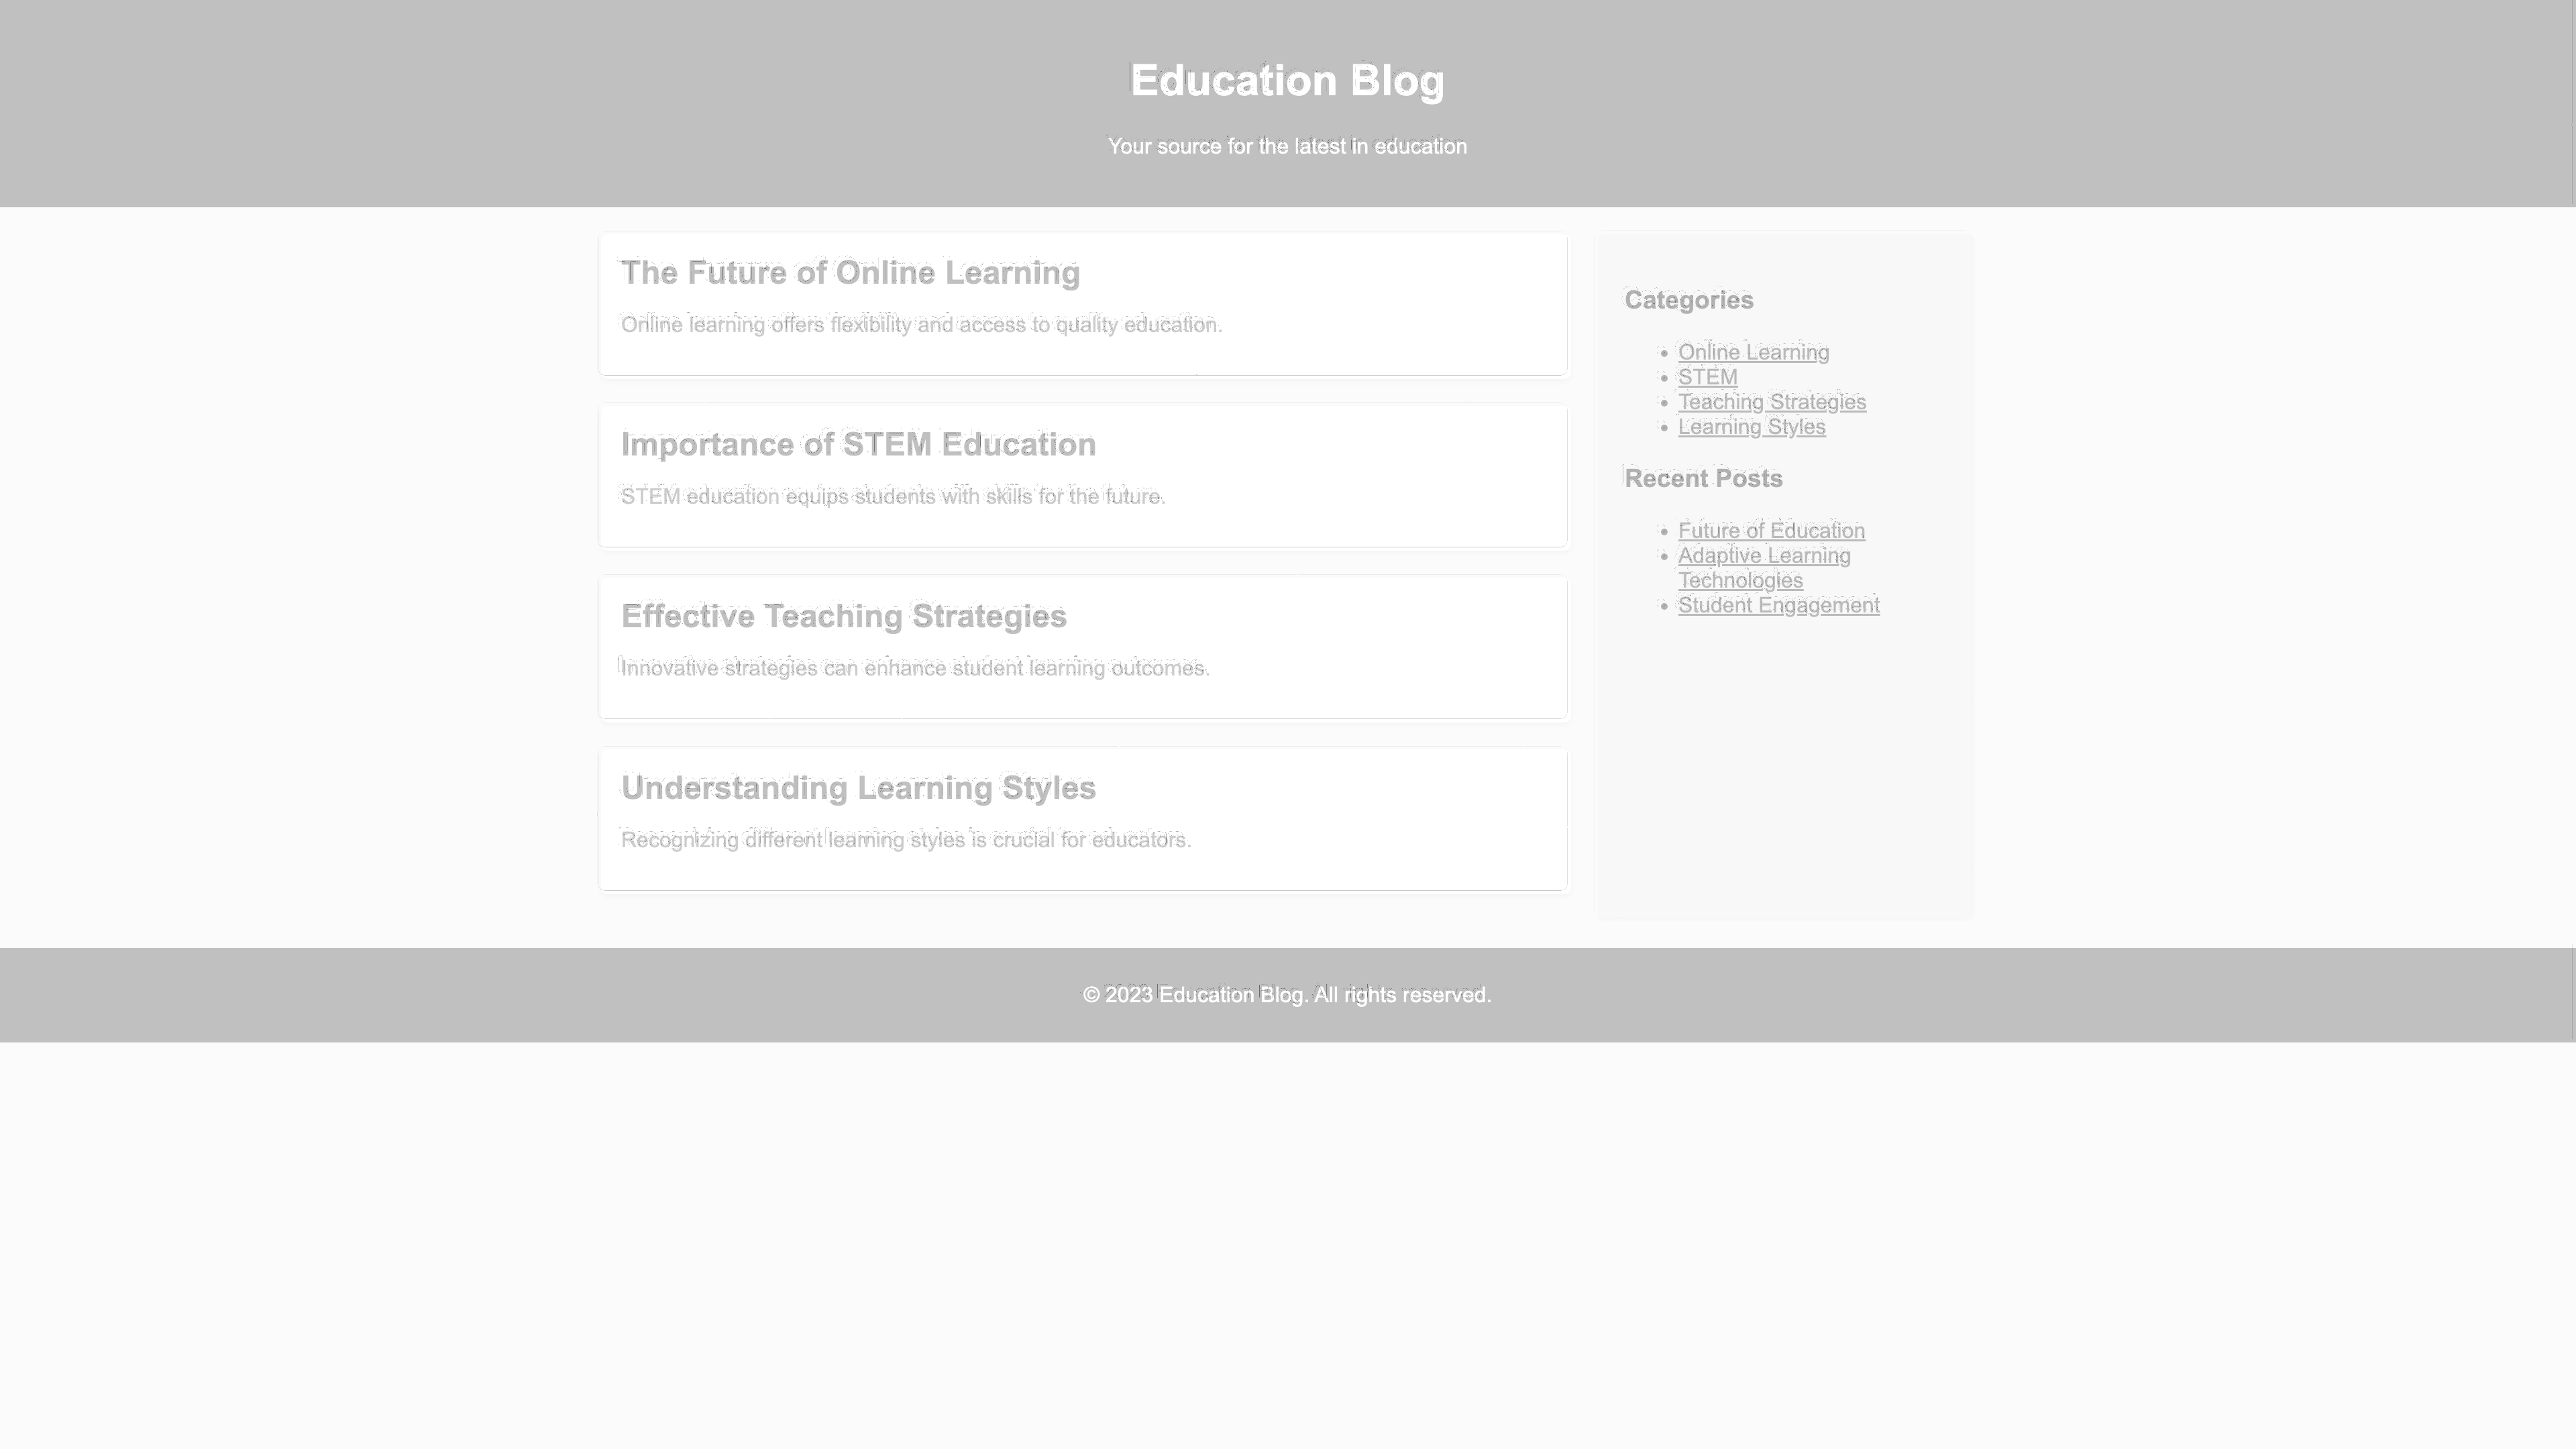 Education Blog
Your source for the latest in education
The Future of Online Learning
Online learning offers flexibility and access to quality education.
Importance of STEM Education
STEM education equips students with skills for the future.
Effective Teaching Strategies
Innovative strategies can enhance student learning outcomes.
Understanding Learning Styles
Recognizing different learning styles is crucial for educators.
Categories
Online Learning
STEM
Teaching Strategies
Learning Styles
Recent Posts
Future of Education
Adaptive Learning
Technologies
Student Engagement
© 2023 Education Blog. All rights reserved.